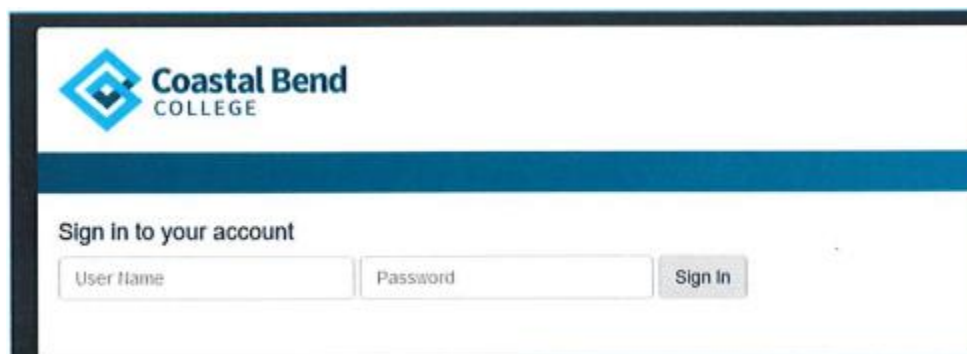 Coastal Bend
COLLEGE
Sign in to your account
User Name Password Sign In